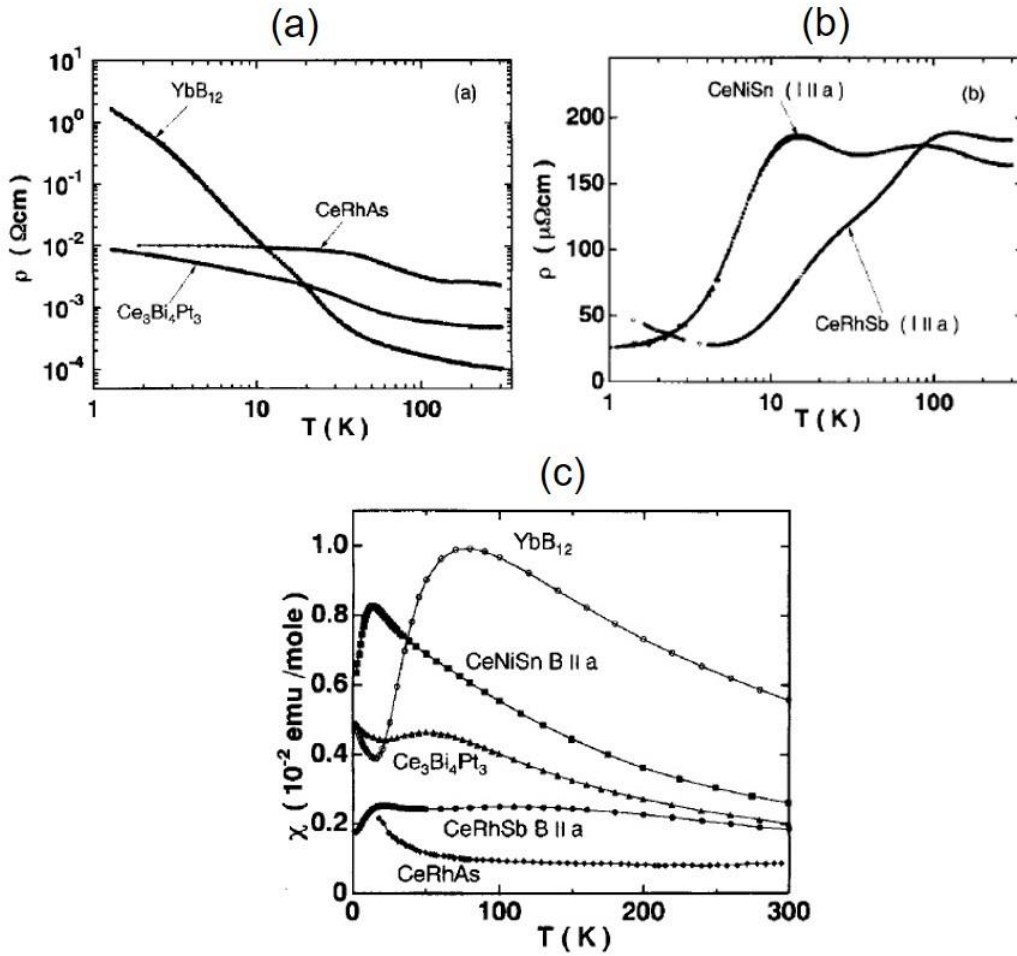 (a)
10¹
10⁰
10⁻¹
10⁻²
10⁻³
10⁻⁴
ρ ( Ωcm )
YbB₁₂
(a)
CeRhAs
Ce₃Bi₄Pt₃
1
10
100
T ( K )
(b)
200
150
100
50
0
ρ ( μΩcm )
CeNiSn ( I II a )
(b)
CeRhSb ( I II a )
1
10
100
T ( K )
(c)
1.0
0.8
0.6
0.4
0.2
0
χ ( 10⁻² emu /mole )
YbB₁₂
CeNiSn B II a
Ce₃Bi₄Pt₃
CeRhSb B II a
CeRhAs
0
100
200
300
T ( K )